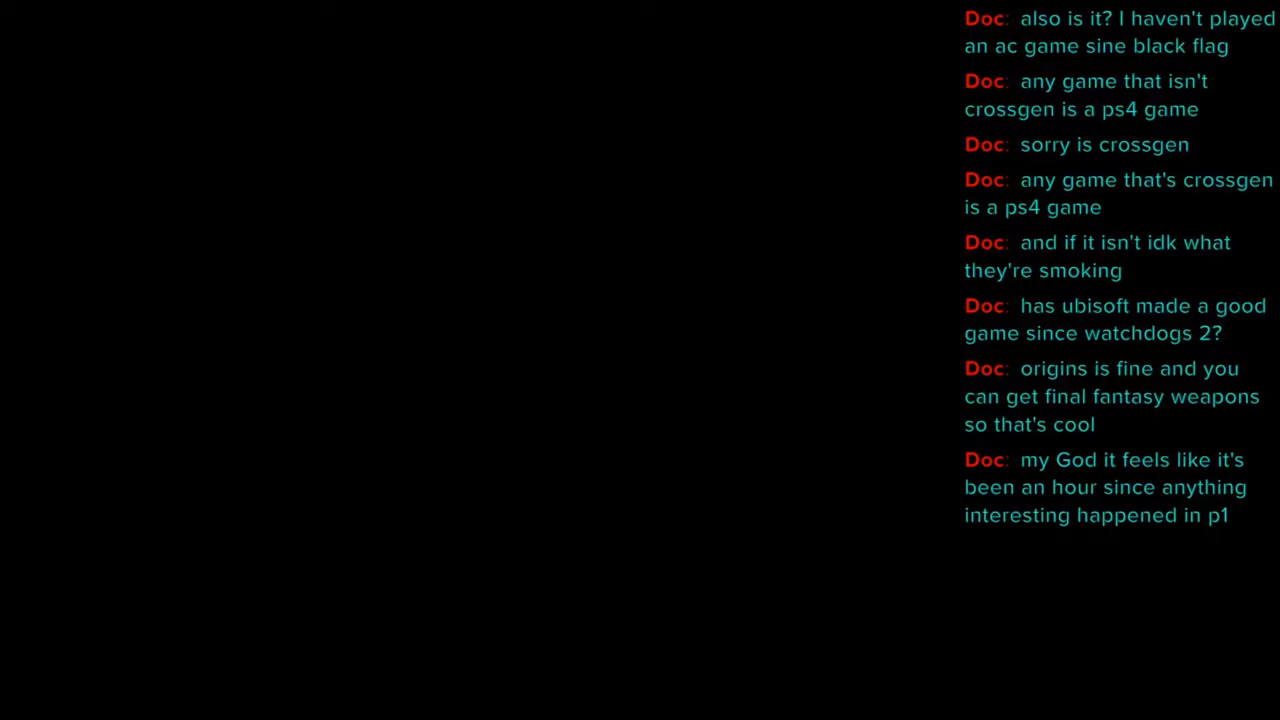 Doc: also is it? I haven't played
an ac game sine black flag
Doc: any game that isn't
crossgen is a ps4 game
Doc: sorry is crossgen
Doc: any game that's crossgen
is a ps4 game
Doc: and if it isn't idk what
they're smoking
Doc: has ubisoft made a good
game since watchdogs 2?
Doc: origins is fine and you
can get final fantasy weapons
so that's cool
Doc: my God it feels like it's
been an hour since anything
interesting happened in p1